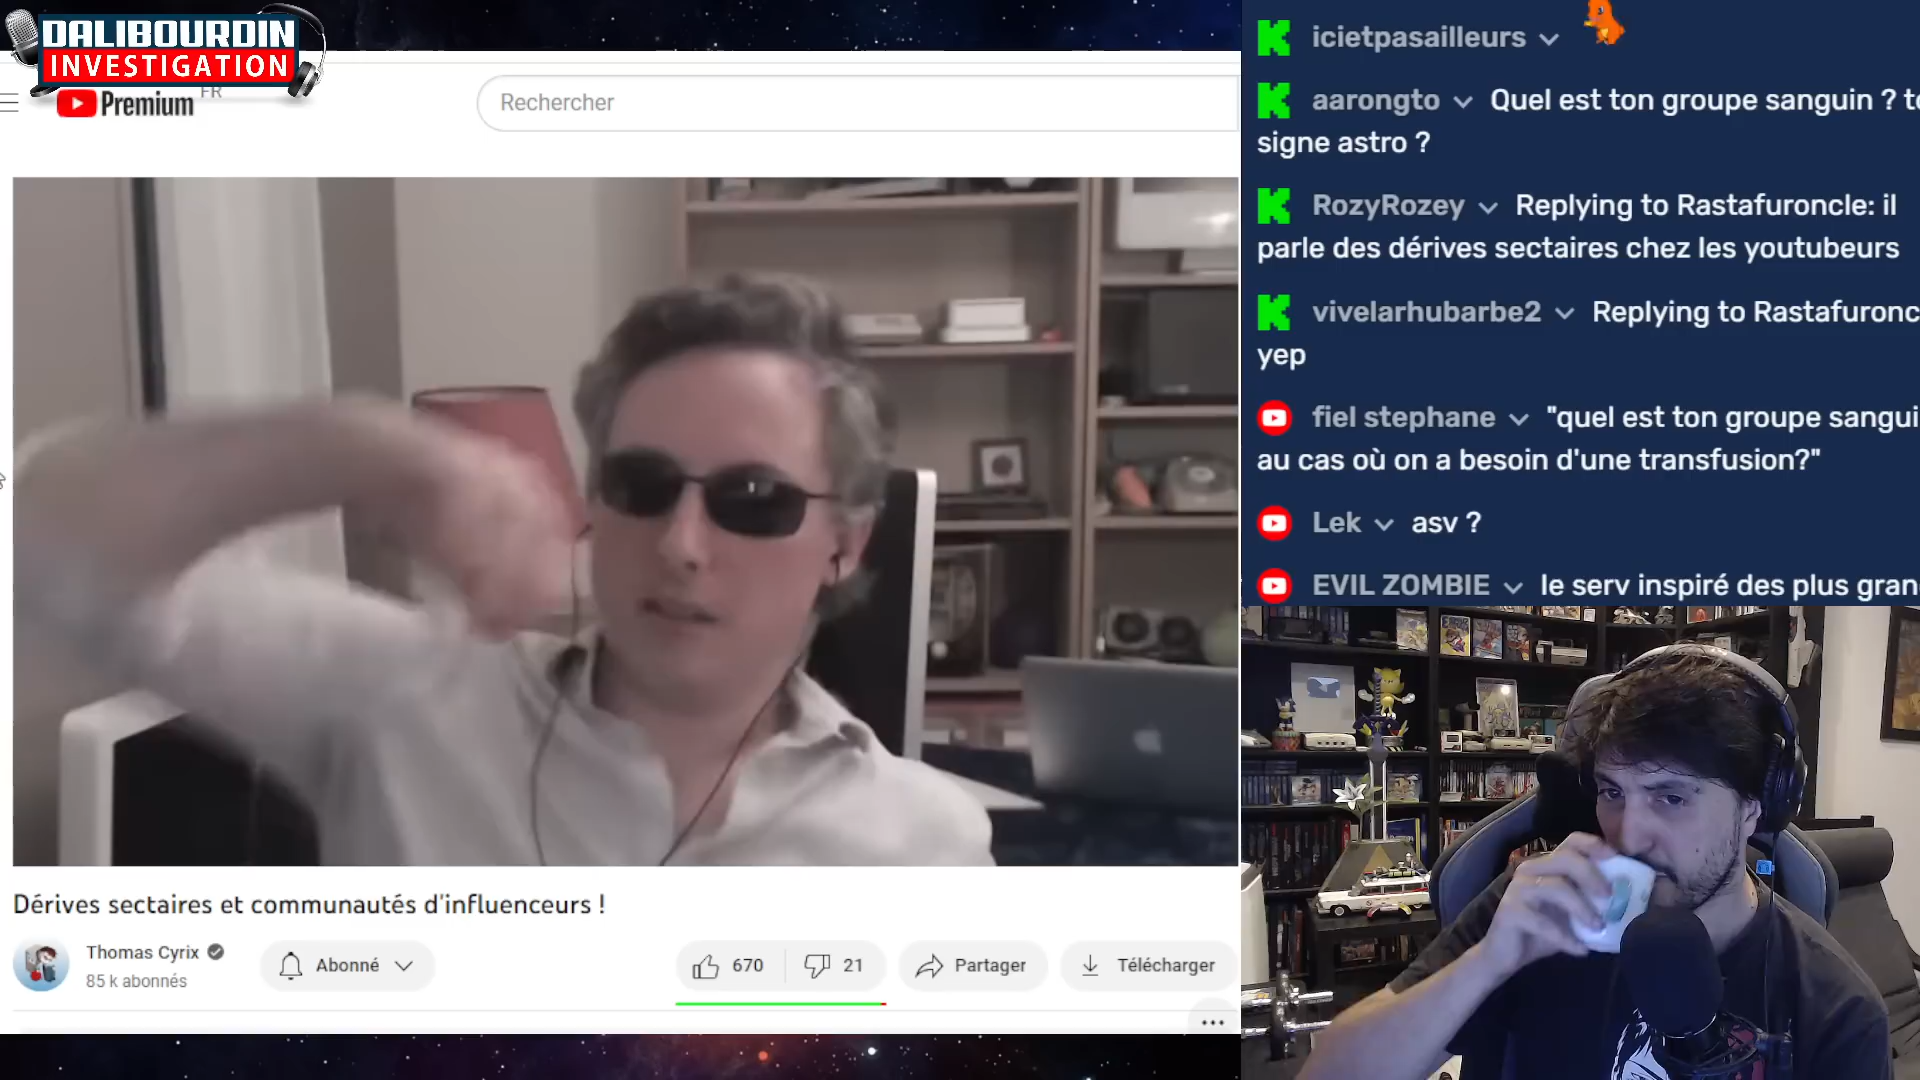 DALIBOURDIN
INVESTIGATION
FR
Premium
Rechercher
Dérives sectaires et communautés d'influenceurs !
Thomas Cyrix
85 k abonnés
Abonné
670
21
Partager
Télécharger
icietpasailleurs
aarongto Quel est ton groupe sanguin ?
signe astro ?
RozyRozey Replying to Rastafuroncle: il
parle des dérives sectaires chez les youtubeurs
vivelarhubarbe2 Replying to
yep
fiel stephane "quel est ton groupe
au cas où on a besoin d'une transfusion?"
Lek asv ?
EVIL ZOMBIE le serv inspiré des plus